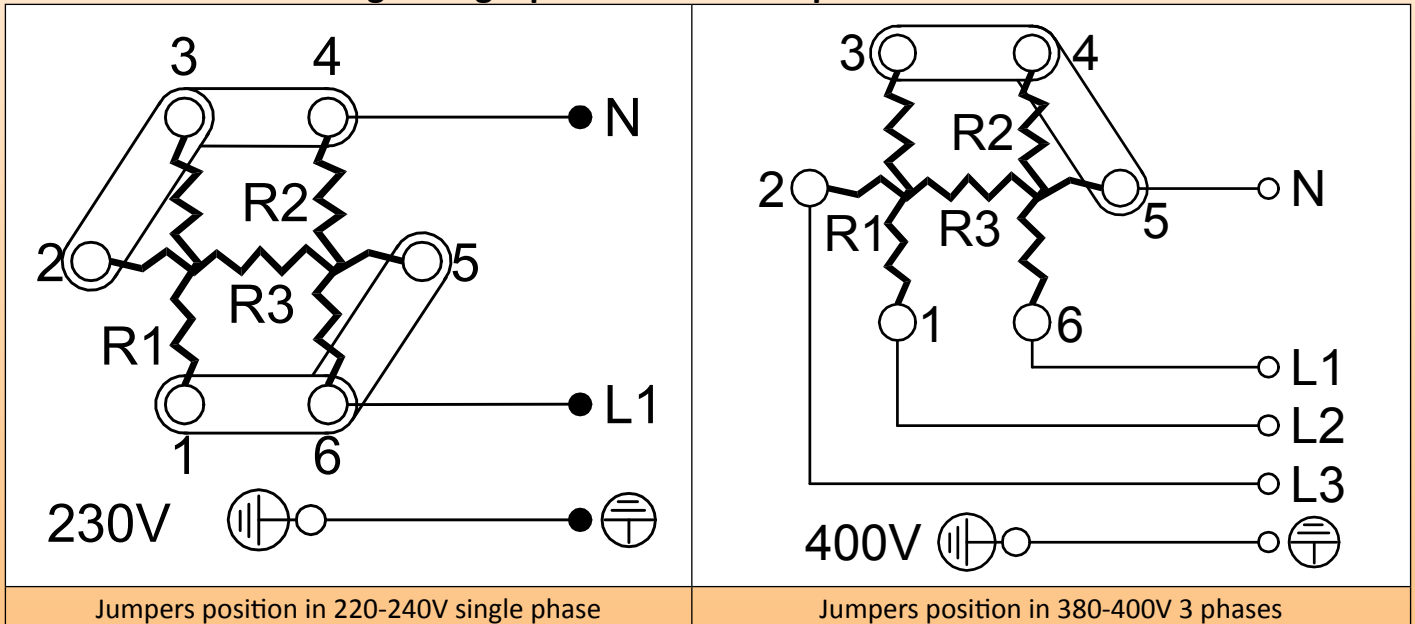 3 4
N
R2
2 5
R3
R1
L1
1 6
230V
3 4
R2
2 N
5
R1 R3
1 6
L1
L2
L3
400V
Jumpers position in 220-240V single phase
Jumpers position in 380-400V 3 phases